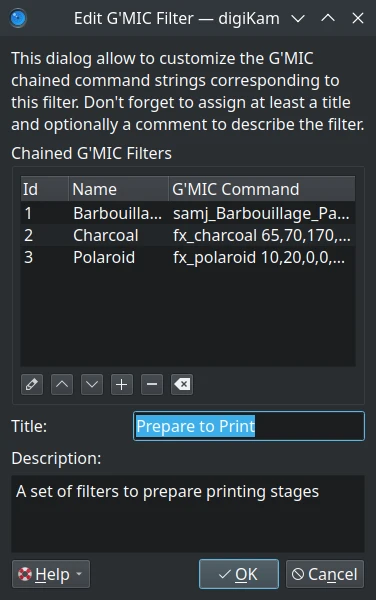 Edit G'MIC Filter — digiKam
This dialog allow to customize the G'MIC
chained command strings corresponding to
this filter. Don't forget to assign at least a title
and optionally a comment to describe the filter.
Chained G'MIC Filters
Id Name G'MIC Command
1 Barbouilla... samj_Barbouillage_Pa...
2 Charcoal fx_charcoal 65,70,170,...
3 Polaroid fx_polaroid 10,20,0,0,...
Title: Prepare to Print
Description:
A set of filters to prepare printing stages
Help OK Cancel